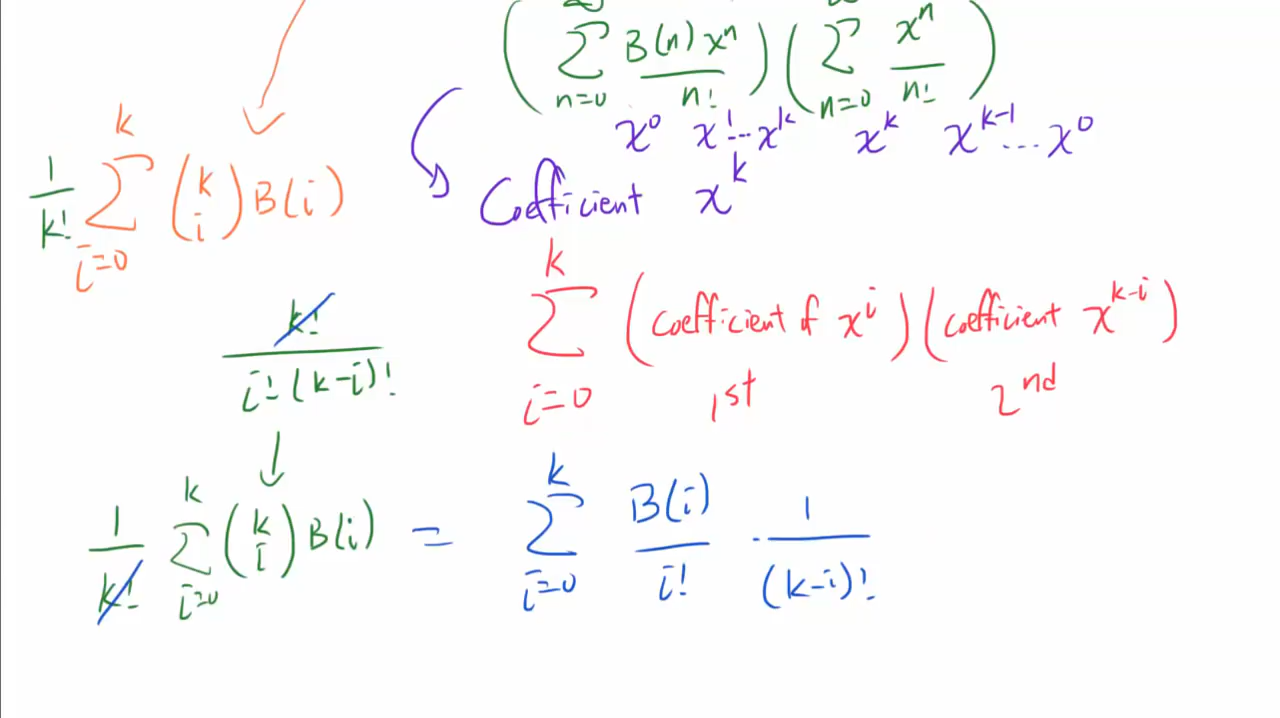 ( ∞∑n=0 B(n) xⁿ / n! ) ( ∞∑n=0 xⁿ / n! )
x⁰ x¹ ... xᵏ xᵏ xᵏ⁻¹ ... x⁰
Coefficient xᵏ
1/k! k∑i=0 (k i) B(i)
k∑i=0 (coefficient of xⁱ) (coefficient xᵏ⁻ⁱ)
1st 2nd
k! / i! (k-i)!
↓
1/k! k∑i=0 (k i) B(i) = k∑i=0 B(i)/i! · 1/(k-i)!